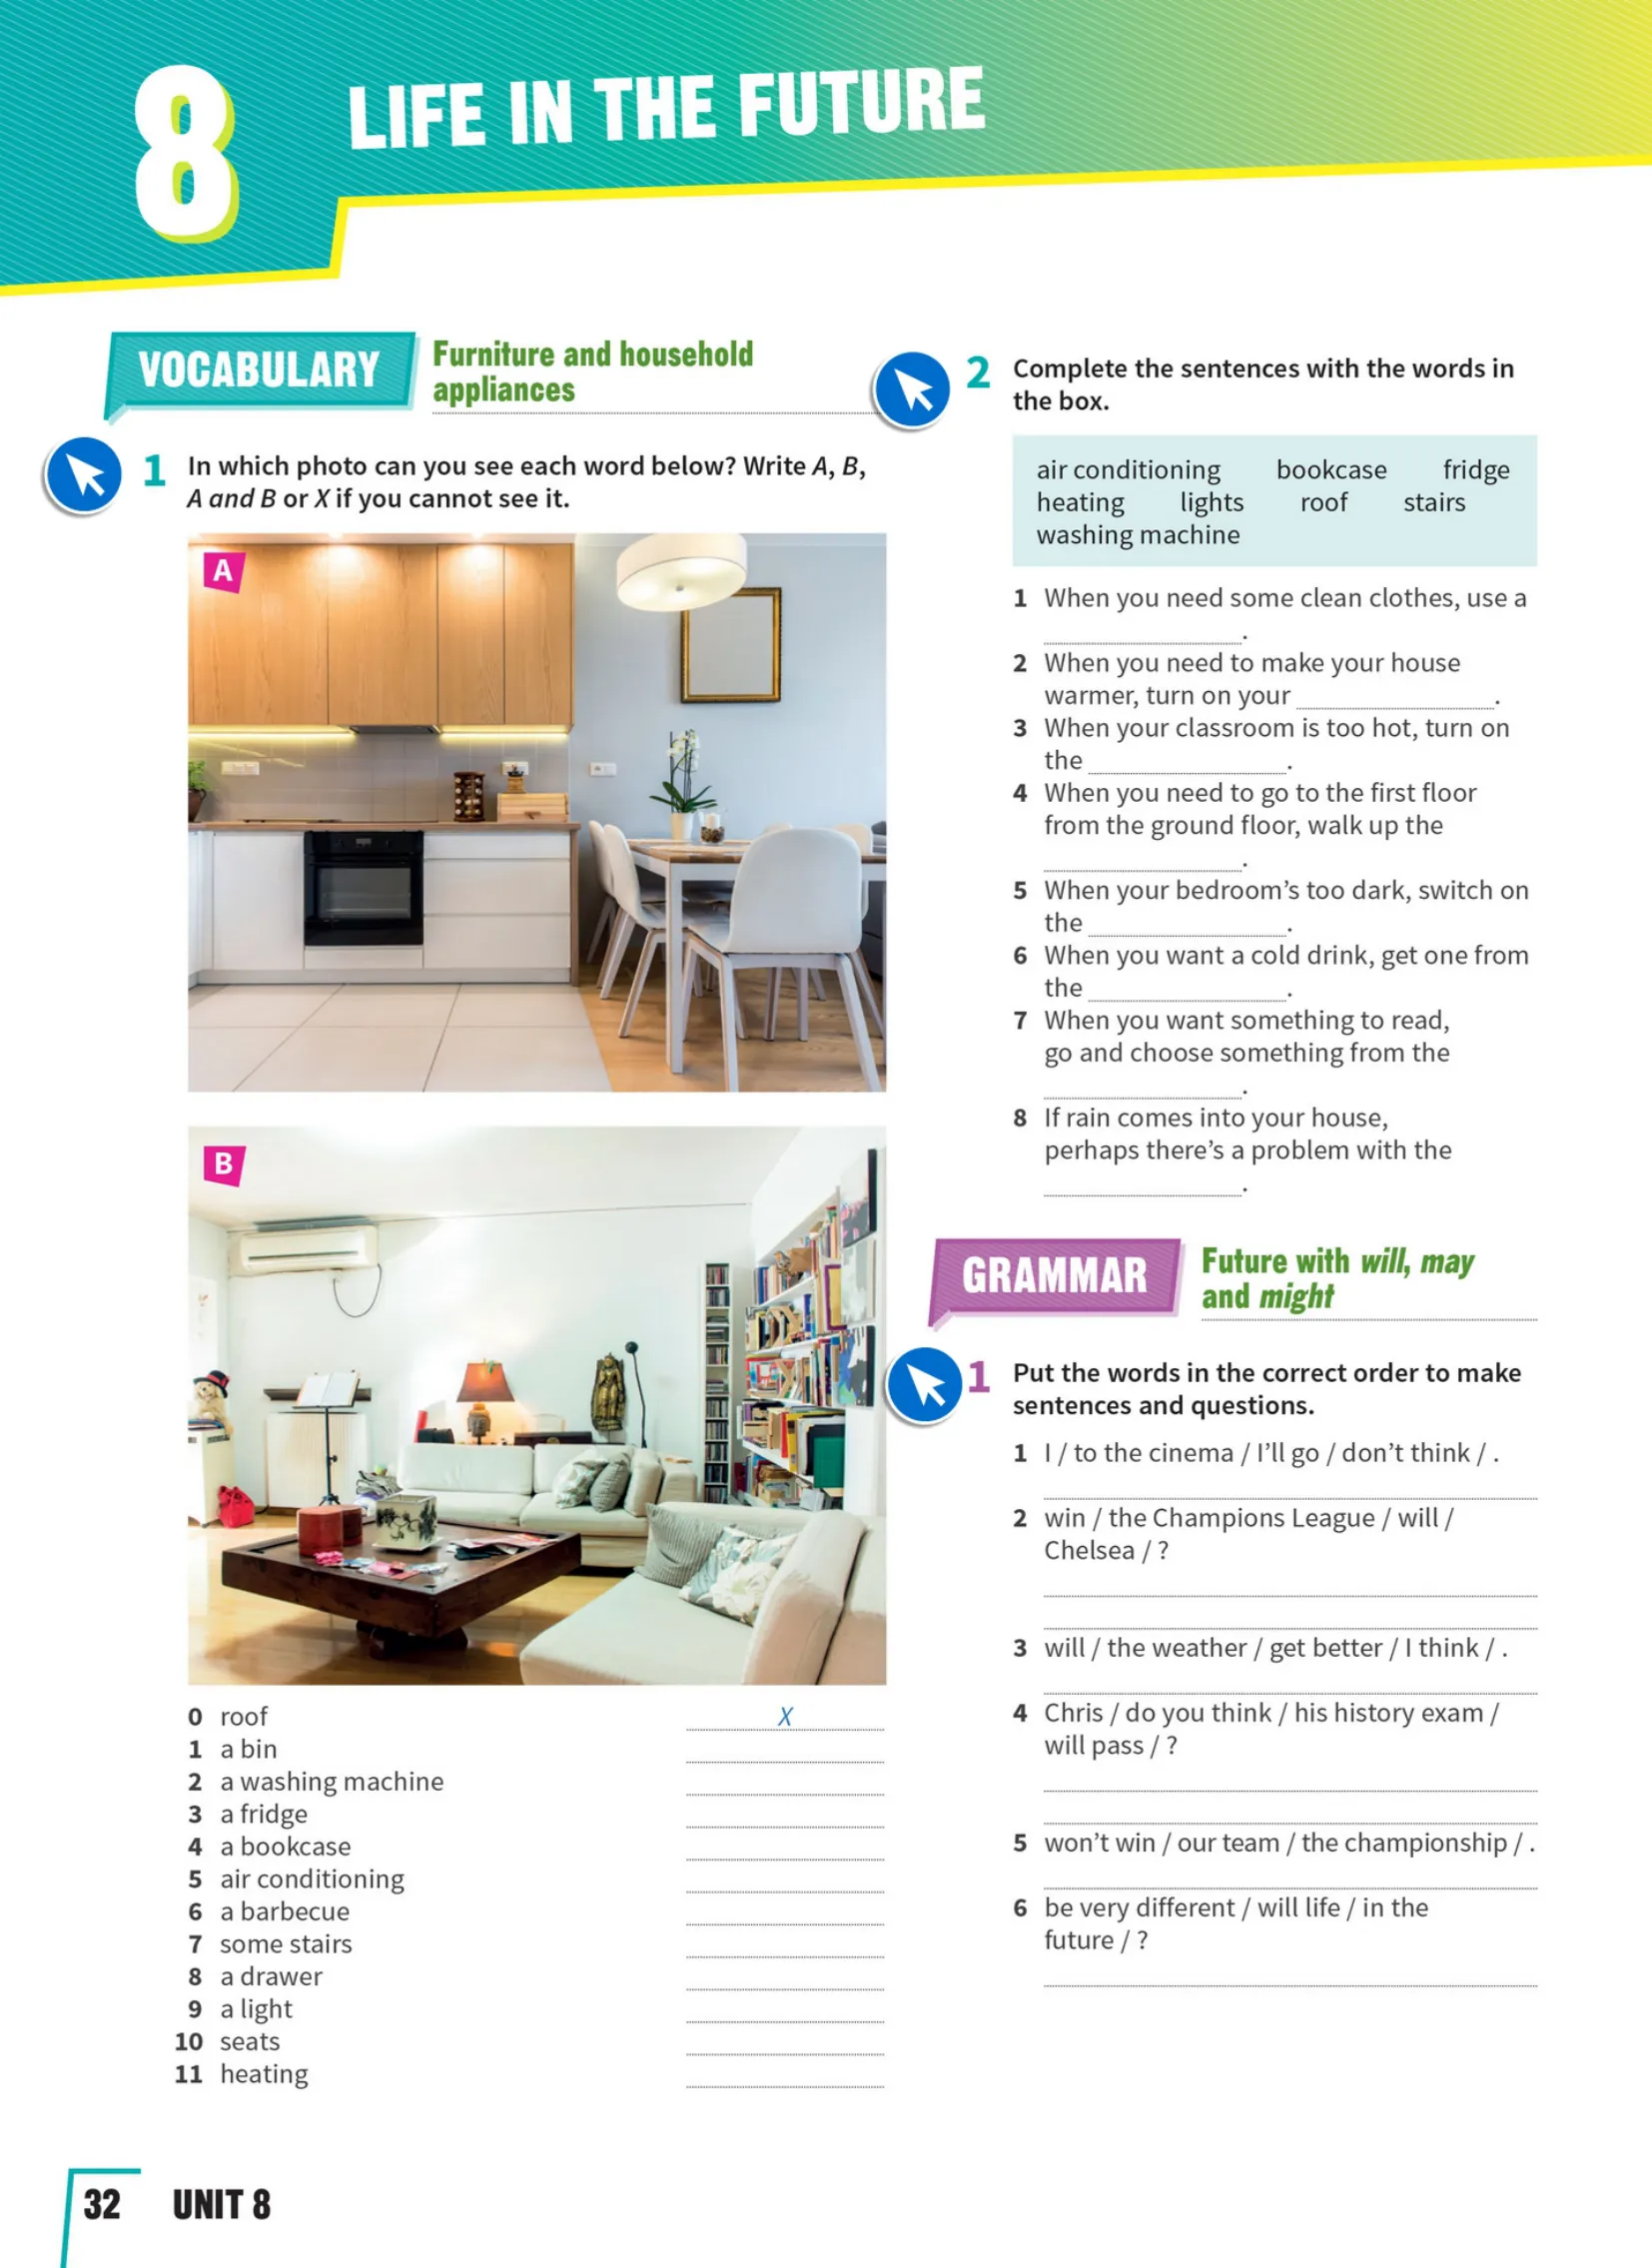 8
LIFE IN THE FUTURE
VOCABULARY
Furniture and household
appliances
1 In which photo can you see each word below? Write A, B,
A and B or X if you cannot see it.
A
B
0 roof X
1 a bin
2 a washing machine
3 a fridge
4 a bookcase
5 air conditioning
6 a barbecue
7 some stairs
8 a drawer
9 a light
10 seats
11 heating
2 Complete the sentences with the words in
the box.
air conditioning bookcase fridge
heating lights roof stairs
washing machine
1 When you need some clean clothes, use a
.
2 When you need to make your house
warmer, turn on your .
3 When your classroom is too hot, turn on
the .
4 When you need to go to the first floor
from the ground floor, walk up the
.
5 When your bedroom's too dark, switch on
the .
6 When you want a cold drink, get one from
the .
7 When you want something to read,
go and choose something from the
.
8 If rain comes into your house,
perhaps there's a problem with the
.
GRAMMAR
Future with will, may
and might
1 Put the words in the correct order to make
sentences and questions.
1 I / to the cinema / I'll go / don't think / .
2 win / the Champions League / will /
Chelsea / ?
3 will / the weather / get better / I think / .
4 Chris / do you think / his history exam /
will pass / ?
5 won't win / our team / the championship / .
6 be very different / will life / in the
future / ?
32 UNIT 8